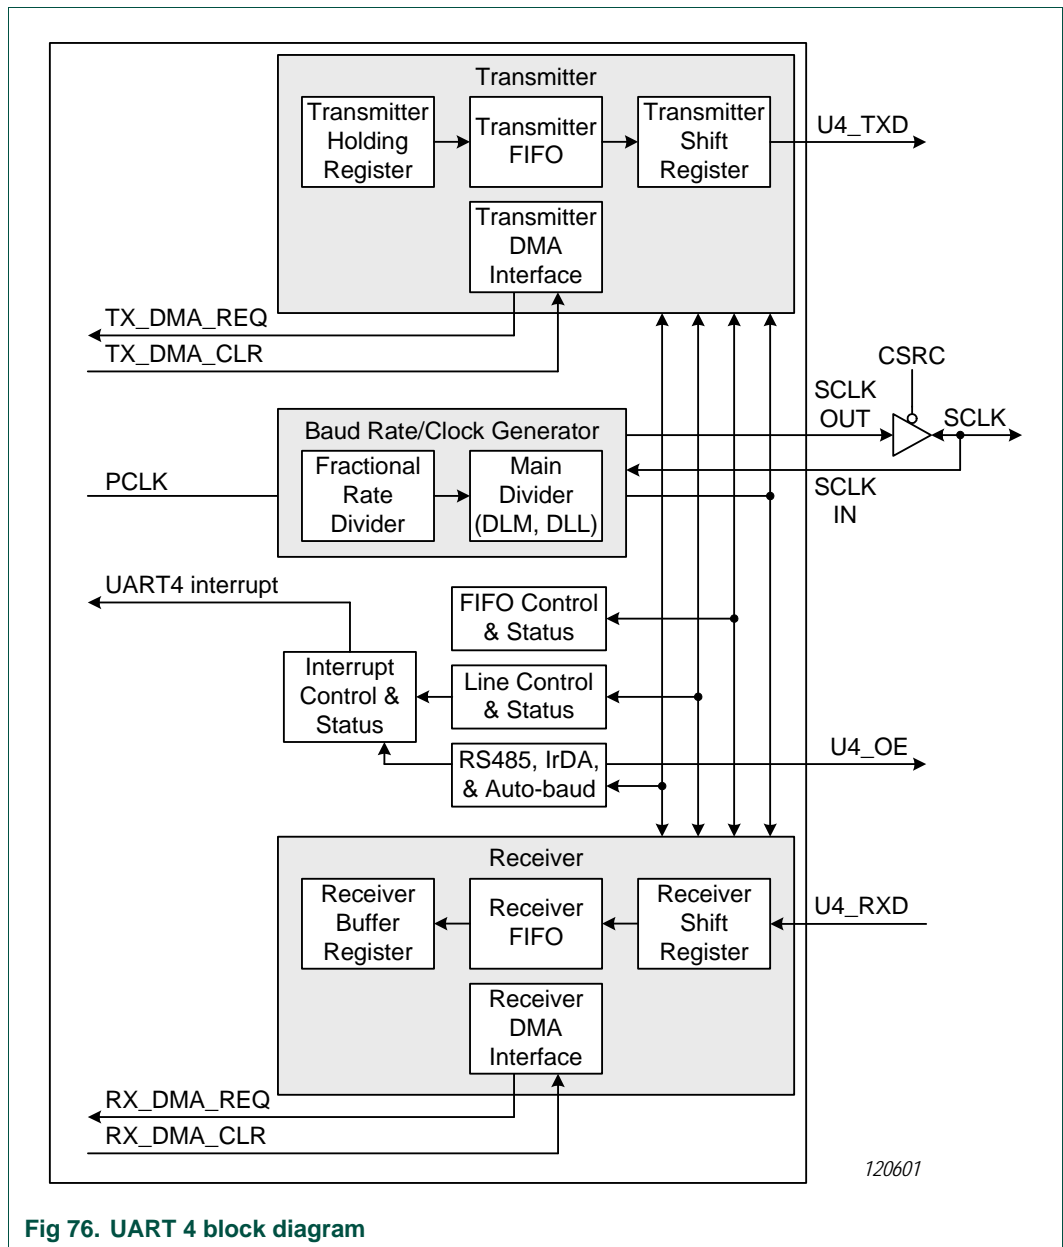 Transmitter
Transmitter
Holding
Register
Transmitter
FIFO
Transmitter
Shift
Register
U4_TXD
Transmitter
DMA
Interface
TX_DMA_REQ
TX_DMA_CLR
CSRC
SCLK
OUT
SCLK
Baud Rate/Clock Generator
PCLK
Fractional
Rate
Divider
Main
Divider
(DLM, DLL)
SCLK
IN
UART4 interrupt
FIFO Control
& Status
Interrupt
Control &
Status
Line Control
& Status
RS485, IrDA,
& Auto-baud
U4_OE
Receiver
Receiver
Buffer
Register
Receiver
FIFO
Receiver
Shift
Register
U4_RXD
Receiver
DMA
Interface
RX_DMA_REQ
RX_DMA_CLR
120601
Fig 76. UART 4 block diagram